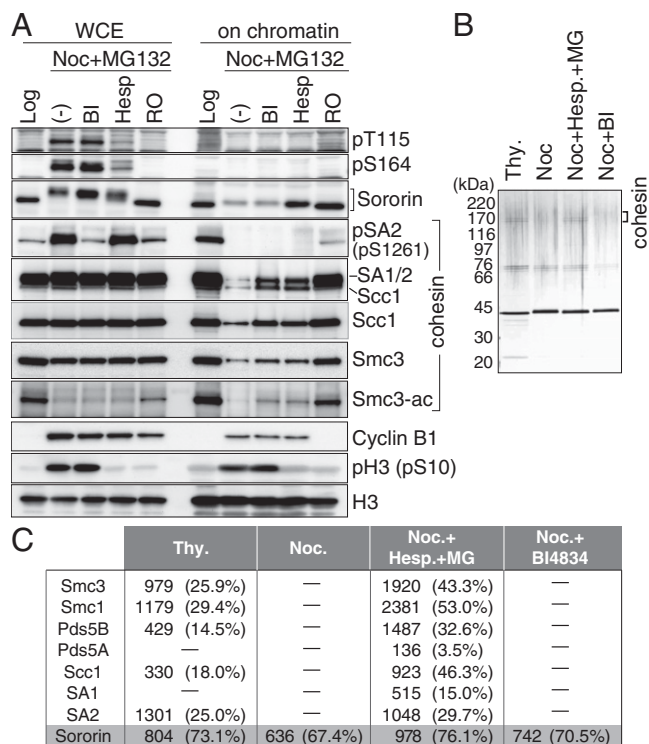 A
WCE
on chromatin
Noc+MG132
Noc+MG132
Log
(-)
BI
Hesp
RO
Log
(-)
BI
Hesp
RO
pT115
pS164
Sororin
pSA2
(pS1261)
SA1/2
Scc1
Scc1
Smc3
Smc3-ac
cohesin
Cyclin B1
pH3 (pS10)
H3
B
Thy.
Noc
Noc+Hesp.+MG
Noc+BI
(kDa)
220
170
116
97
76
66
45
30
20
cohesin
C
Thy. Noc. Noc.+ Hesp.+MG Noc.+ BI4834
Smc3 979 (25.9%) — 1920 (43.3%) —
Smc1 1179 (29.4%) — 2381 (53.0%) —
Pds5B 429 (14.5%) — 1487 (32.6%) —
Pds5A — — 136 (3.5%) —
Scc1 330 (18.0%) — 923 (46.3%) —
SA1 — — 515 (15.0%) —
SA2 1301 (25.0%) — 1048 (29.7%) —
Sororin 804 (73.1%) 636 (67.4%) 978 (76.1%) 742 (70.5%)